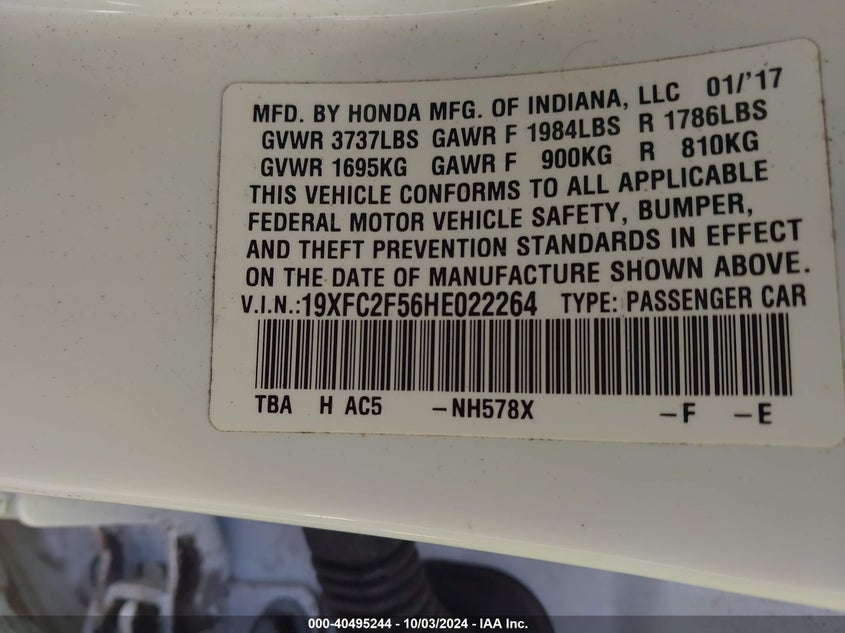 MFD. BY HONDA MFG. OF INDIANA, LLC 01/'17
GVWR 3737LBS GAWR F 1984LBS R 1786LBS
GVWR 1695KG GAWR F 900KG R 810KG
THIS VEHICLE CONFORMS TO ALL APPLICABLE
FEDERAL MOTOR VEHICLE SAFETY, BUMPER,
AND THEFT PREVENTION STANDARDS IN EFFECT
ON THE DATE OF MANUFACTURE SHOWN ABOVE.
V.I.N.:19XFC2F56HE022264 TYPE: PASSENGER CAR
TBA H AC5 –NH578X –F –E
000-40495244 - 10/03/2024 - IAA Inc.